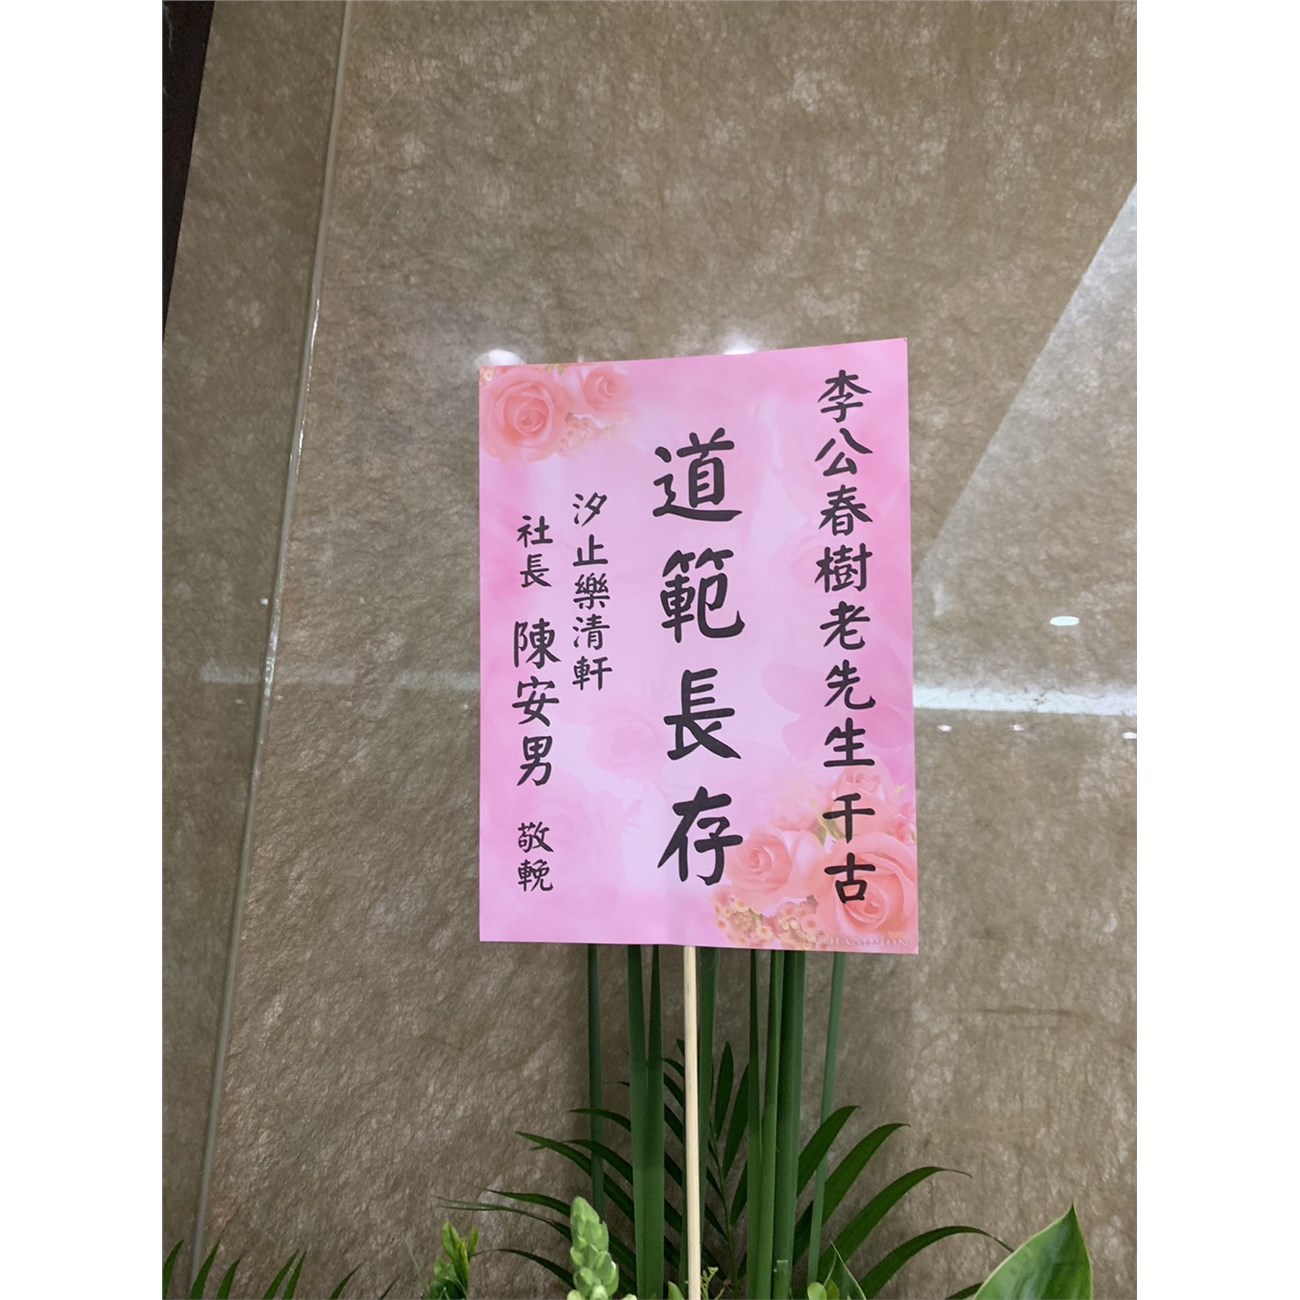 李公春樹老先生千古
道範長存
汐止樂清軒
社長 陳安男 敬輓